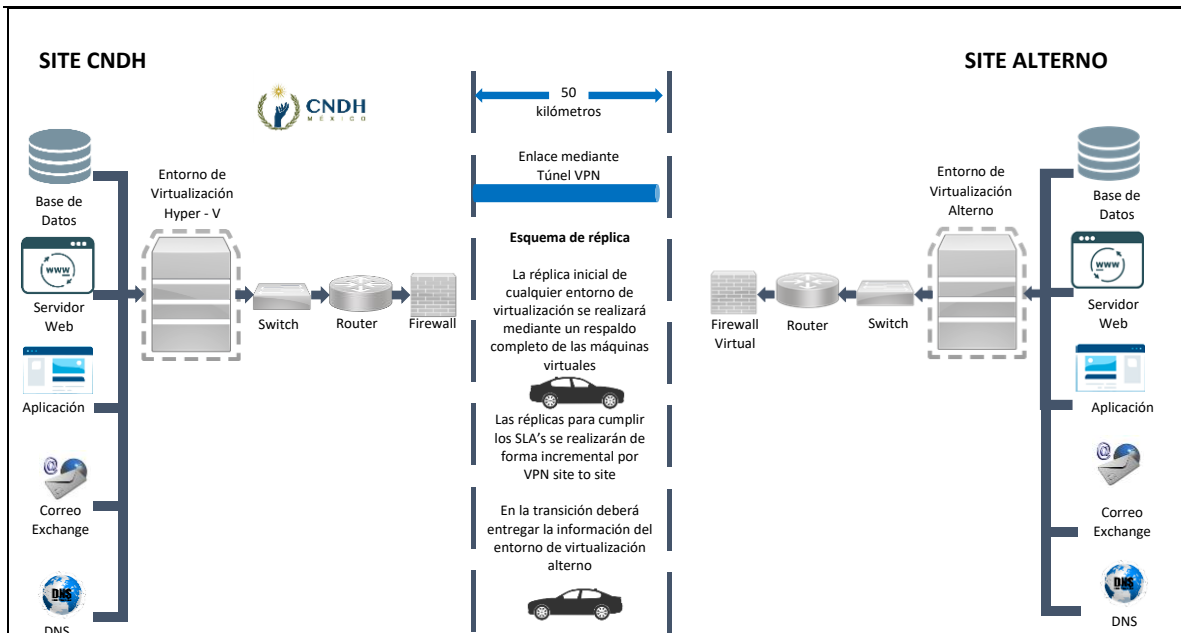 SITE CNDH
SITE ALTERNO
CNDH
MÉXICO
50
kilómetros
Enlace mediante
Túnel VPN
Base de
Datos
Entorno de
Virtualización
Hyper - V
www
Servidor
Web
Switch
Router
Firewall
Aplicación
@
Correo
Exchange
DNS
DNS
Esquema de réplica
La réplica inicial de
cualquier entorno de
virtualización se realizará
mediante un respaldo
completo de las máquinas
virtuales
Las réplicas para cumplir
los SLA's se realizarán de
forma incremental por
VPN site to site
En la transición deberá
entregar la información del
entorno de virtualización
alterno
Firewall
Virtual
Router
Switch
Entorno de
Virtualización
Alterno
Base de
Datos
www
Servidor
Web
Aplicación
@
Correo
Exchange
DNS
DNS